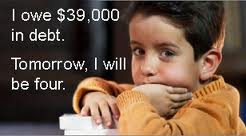 I owe $39,000
in debt.
Tomorrow, I will
be four.